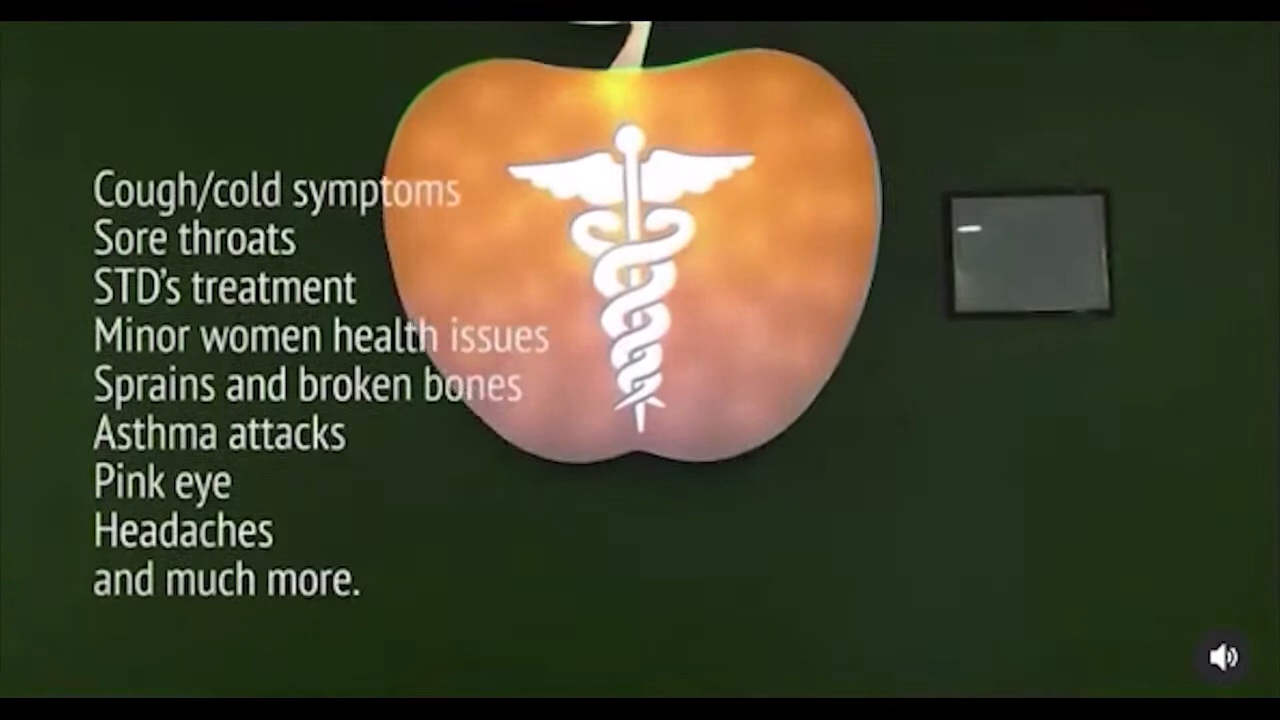 Cough/cold symptoms
Sore throats
STD's treatment
Minor women health issues
Sprains and broken bones
Asthma attacks
Pink eye
Headaches
and much more.